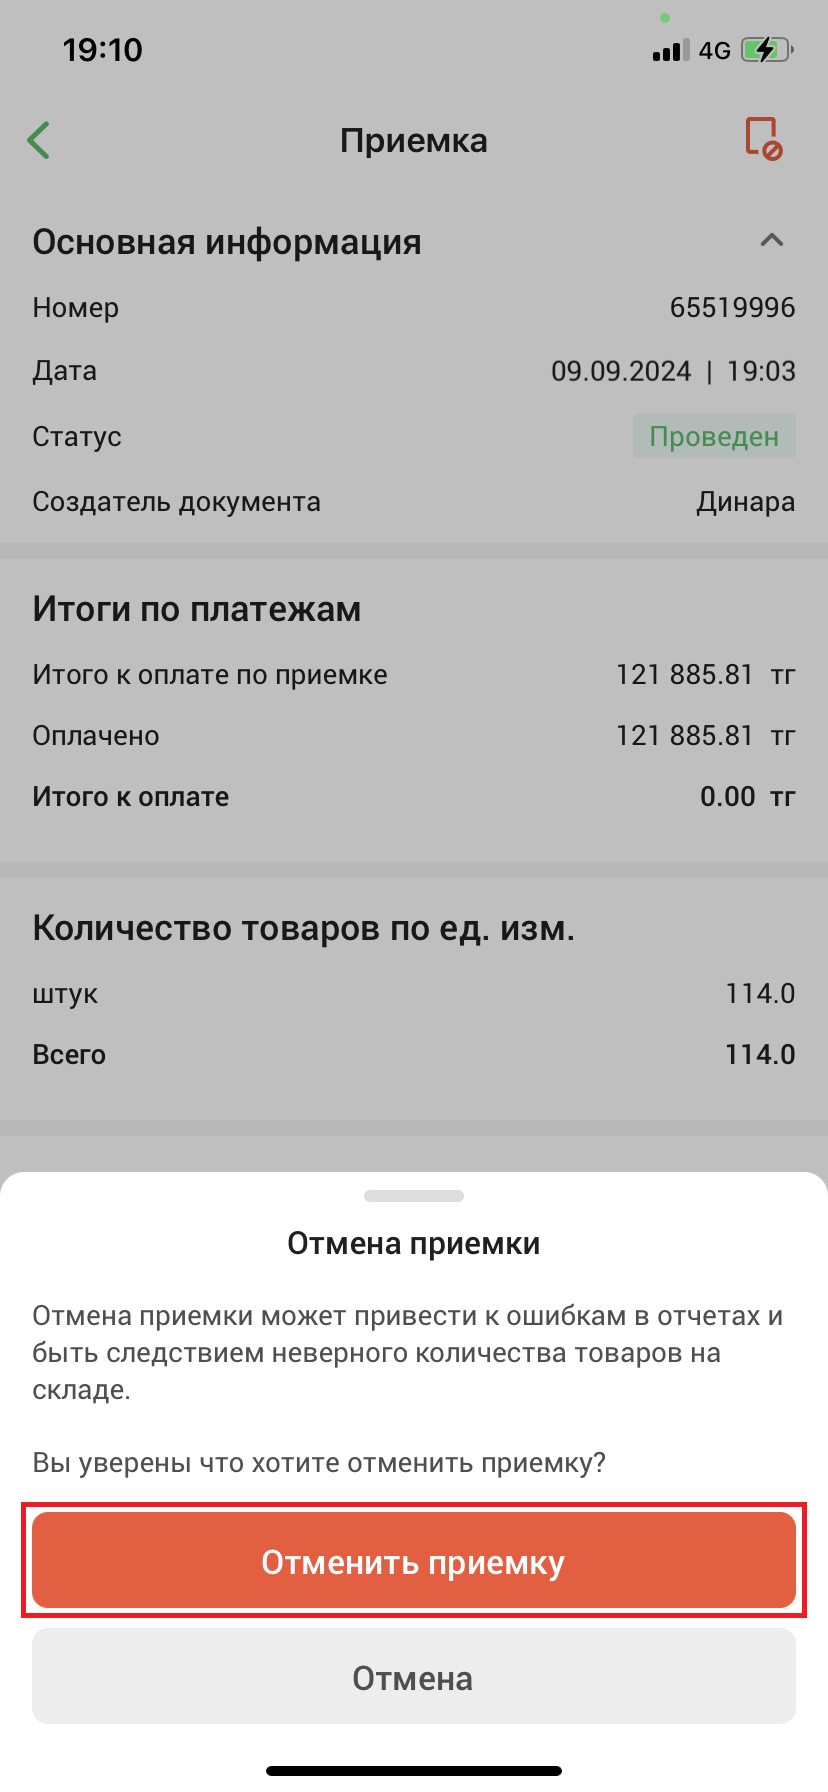 19:10
4G
Приемка
Основная информация
Номер 65519996
Дата 09.09.2024 | 19:03
Статус Проведен
Создатель документа Динара
Итоги по платежам
Итого к оплате по приемке 121 885.81 тг
Оплачено 121 885.81 тг
Итого к оплате 0.00 тг
Количество товаров по ед. изм.
штук 114.0
Всего 114.0
Отмена приемки
Отмена приемки может привести к ошибкам в отчетах и
быть следствием неверного количества товаров на
складе.
Вы уверены что хотите отменить приемку?
Отменить приемку
Отмена